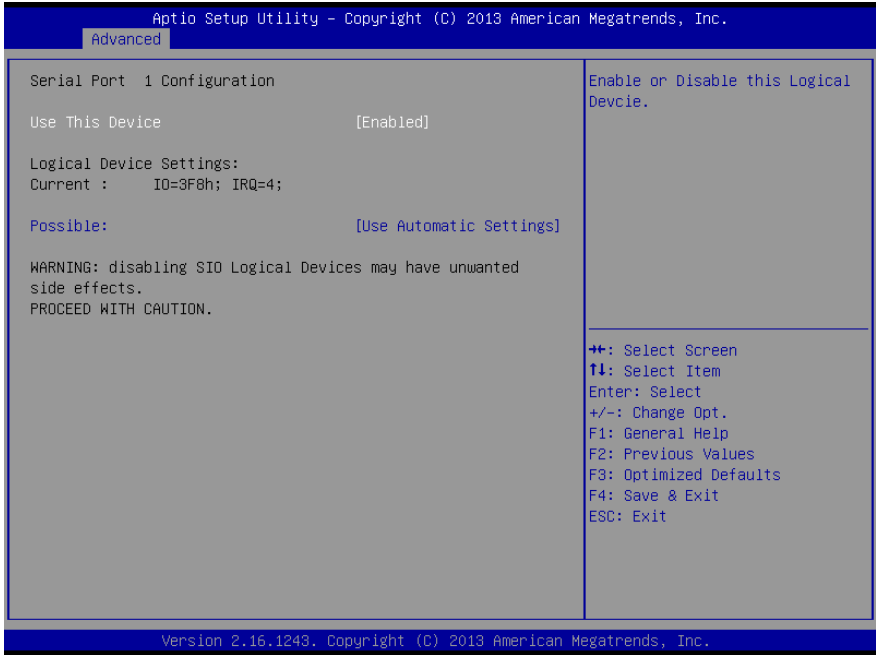 Aptio Setup Utility – Copyright (C) 2013 American Megatrends, Inc.
Advanced
Serial Port  1 Configuration
Use This Device [Enabled]
Logical Device Settings:
Current : IO=3F8h; IRQ=4;
Possible: [Use Automatic Settings]
WARNING: disabling SIO Logical Devices may have unwanted
side effects.
PROCEED WITH CAUTION.
Enable or Disable this Logical
Devcie.
→←: Select Screen
↑↓: Select Item
Enter: Select
+/-: Change Opt.
F1: General Help
F2: Previous Values
F3: Optimized Defaults
F4: Save & Exit
ESC: Exit
Version 2.16.1243. Copyright (C) 2013 American Megatrends, Inc.